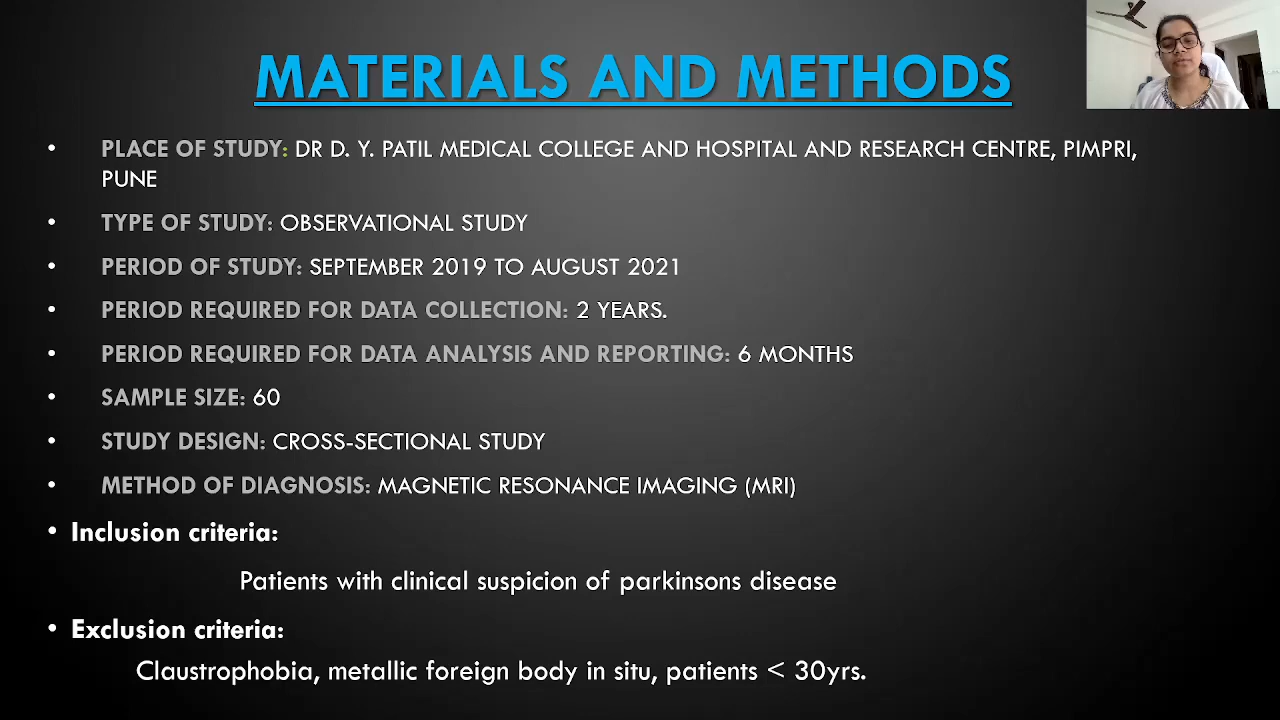 MATERIALS AND METHODS
• PLACE OF STUDY: DR D. Y. PATIL MEDICAL COLLEGE AND HOSPITAL AND RESEARCH CENTRE, PIMPRI,
PUNE
• TYPE OF STUDY: OBSERVATIONAL STUDY
• PERIOD OF STUDY: SEPTEMBER 2019 TO AUGUST 2021
• PERIOD REQUIRED FOR DATA COLLECTION: 2 YEARS.
• PERIOD REQUIRED FOR DATA ANALYSIS AND REPORTING: 6 MONTHS
• SAMPLE SIZE: 60
• STUDY DESIGN: CROSS-SECTIONAL STUDY
• METHOD OF DIAGNOSIS: MAGNETIC RESONANCE IMAGING (MRI)
• Inclusion criteria:
Patients with clinical suspicion of parkinsons disease
• Exclusion criteria:
Claustrophobia, metallic foreign body in situ, patients < 30yrs.